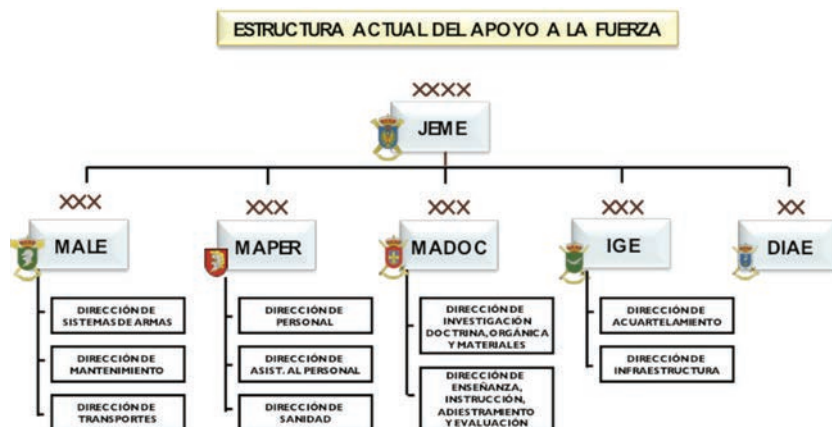 ESTRUCTURA ACTUAL DEL APOYO A LA FUERZA
XXXX
JEME
XXX
XXX
XXX
XXX
XX
MALE
MAPER
MADOC
IGE
DIAE
DIRECCIÓN DE
SISTEMAS DE ARMAS
DIRECCIÓN DE
MANTENIMIENTO
DIRECCIÓN DE
TRANSPORTES
DIRECCIÓN DE
PERSONAL
DIRECCIÓN DE
ASIST. AL PERSONAL
DIRECCIÓN DE
SANIDAD
DIRECCIÓN DE
INVESTIGACIÓN
DOCTRINA, ORGÁNICA
Y MATERIALES
DIRECCIÓN DE
ENSEÑANZA,
INSTRUCCIÓN,
ADIESTRAMIENTO
Y EVALUACIÓN
DIRECCIÓN DE
ACUARTELAMIENTO
DIRECCIÓN DE
INFRAESTRUCTURA